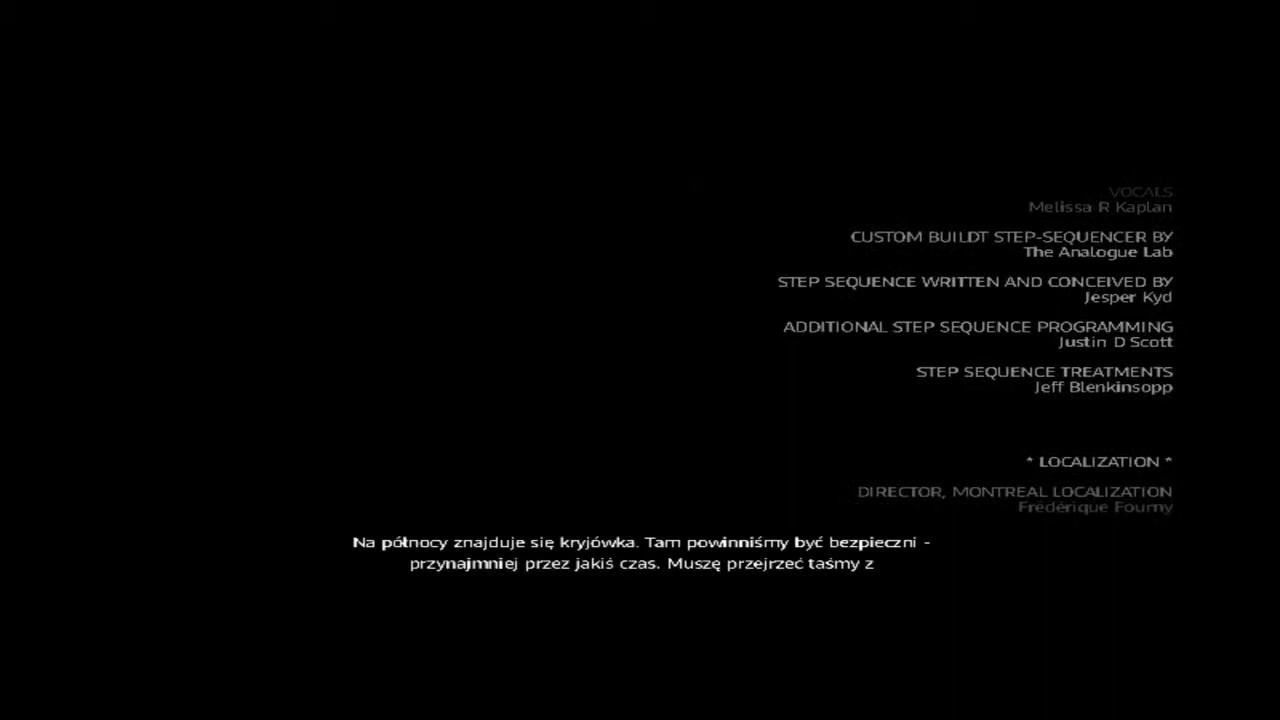 VOCALS
Melissa R Kaplan
CUSTOM BUILDT STEP-SEQUENCER BY
The Analogue Lab
STEP SEQUENCE WRITTEN AND CONCEIVED BY
Jesper Kyd
ADDITIONAL STEP SEQUENCE PROGRAMMING
Justin D Scott
STEP SEQUENCE TREATMENTS
Jeff Blenkinsopp
* LOCALIZATION *
DIRECTOR, MONTREAL LOCALIZATION
Frédérique Fourny
Na północy znajduje się kryjówka. Tam powinniśmy być bezpieczni -
przynajmniej przez jakiś czas. Muszę przejrzeć taśmy z